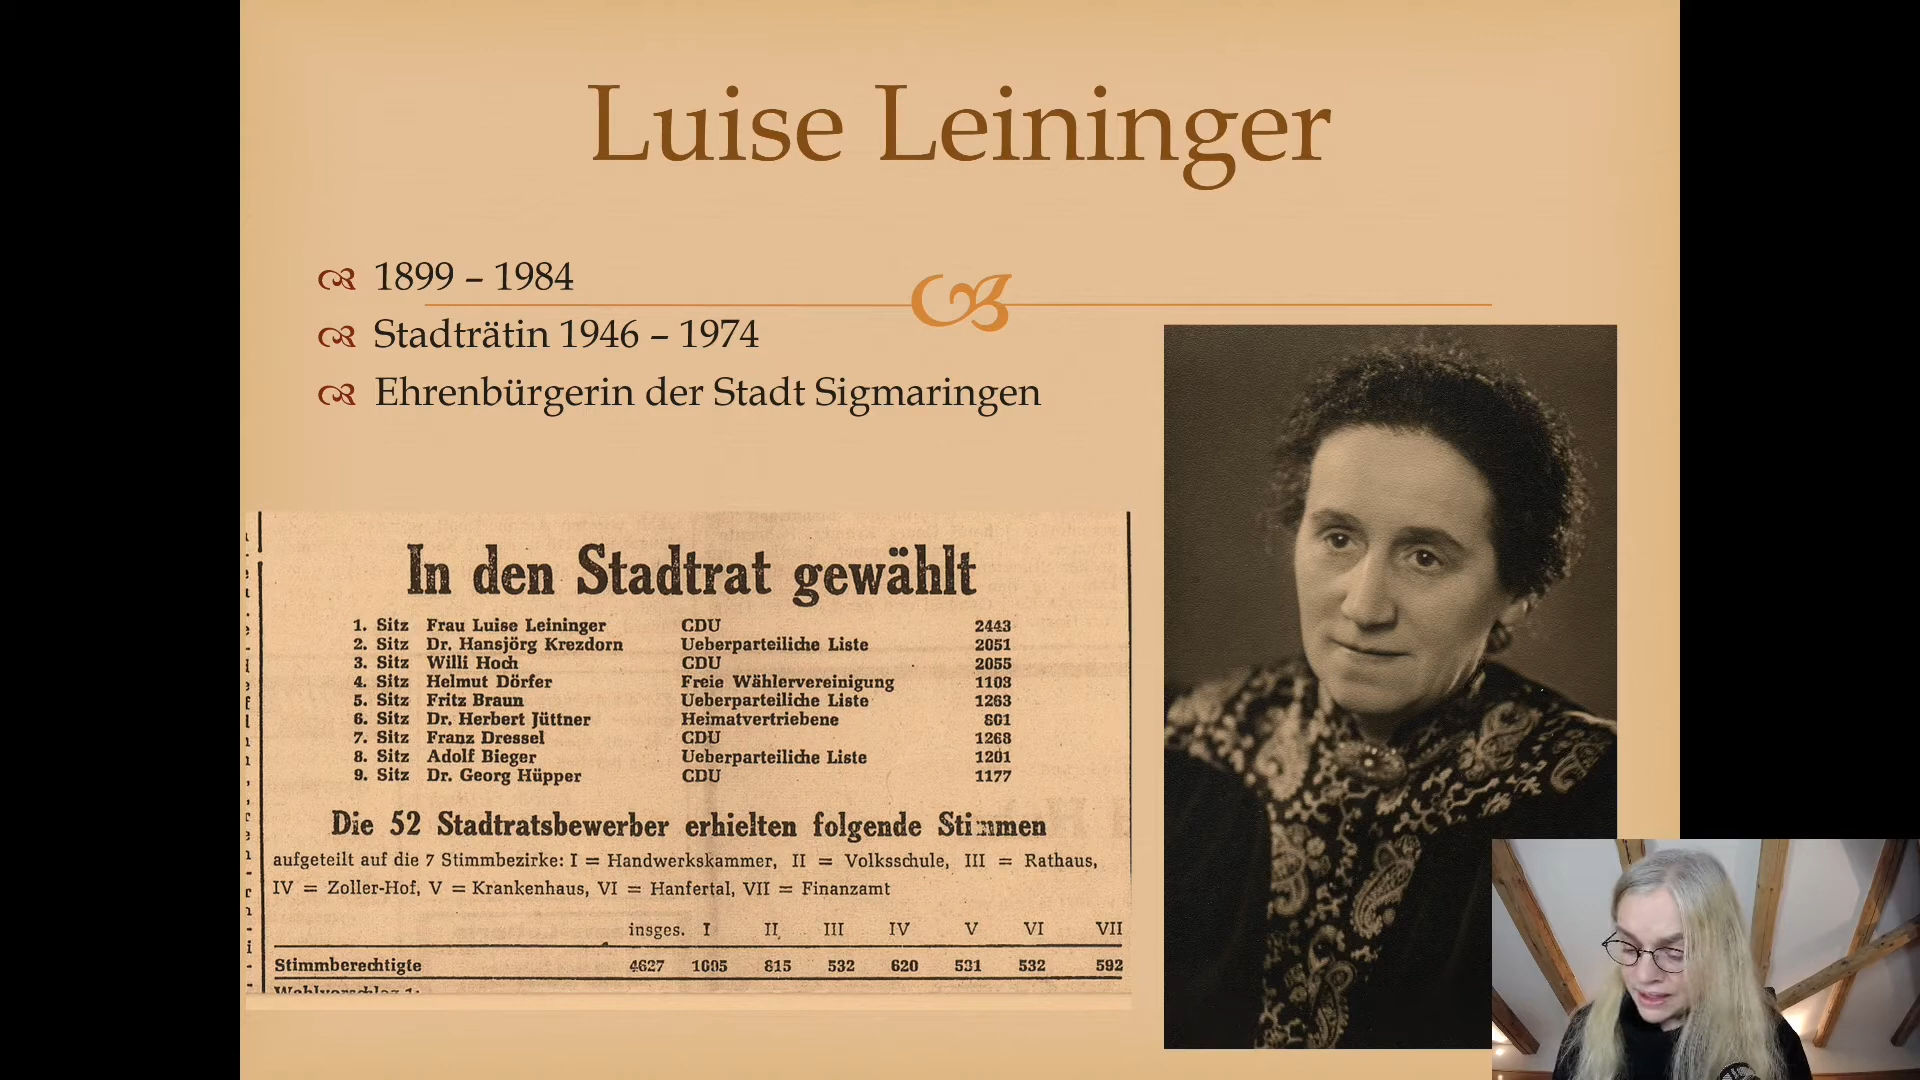 Luise Leininger
1899 – 1984
Stadträtin 1946 – 1974
Ehrenbürgerin der Stadt Sigmaringen
In den Stadtrat gewählt
1. Sitz Frau Luise Leininger CDU 2443
2. Sitz Dr. Hansjörg Krezdorn Ueberparteiliche Liste 2051
3. Sitz Willi Hoch CDU 2055
4. Sitz Helmut Dörfer Freie Wählervereinigung 1103
5. Sitz Fritz Braun Ueberparteiliche Liste 1263
6. Sitz Dr. Herbert Jüttner Heimatvertriebene 801
7. Sitz Franz Dressel CDU 1268
8. Sitz Adolf Bieger Ueberparteiliche Liste 1201
9. Sitz Dr. Georg Hüpper CDU 1177
Die 52 Stadtratsbewerber erhielten folgende Stimmen
aufgeteilt auf die 7 Stimmbezirke: I = Handwerkskammer, II = Volksschule, III = Rathaus,
IV = Zoller-Hof, V = Krankenhaus, VI = Hanfertal, VII = Finanzamt
insges. I II III IV V VI VII
Stimmberechtigte 4627 1005 815 532 620 531 532 592